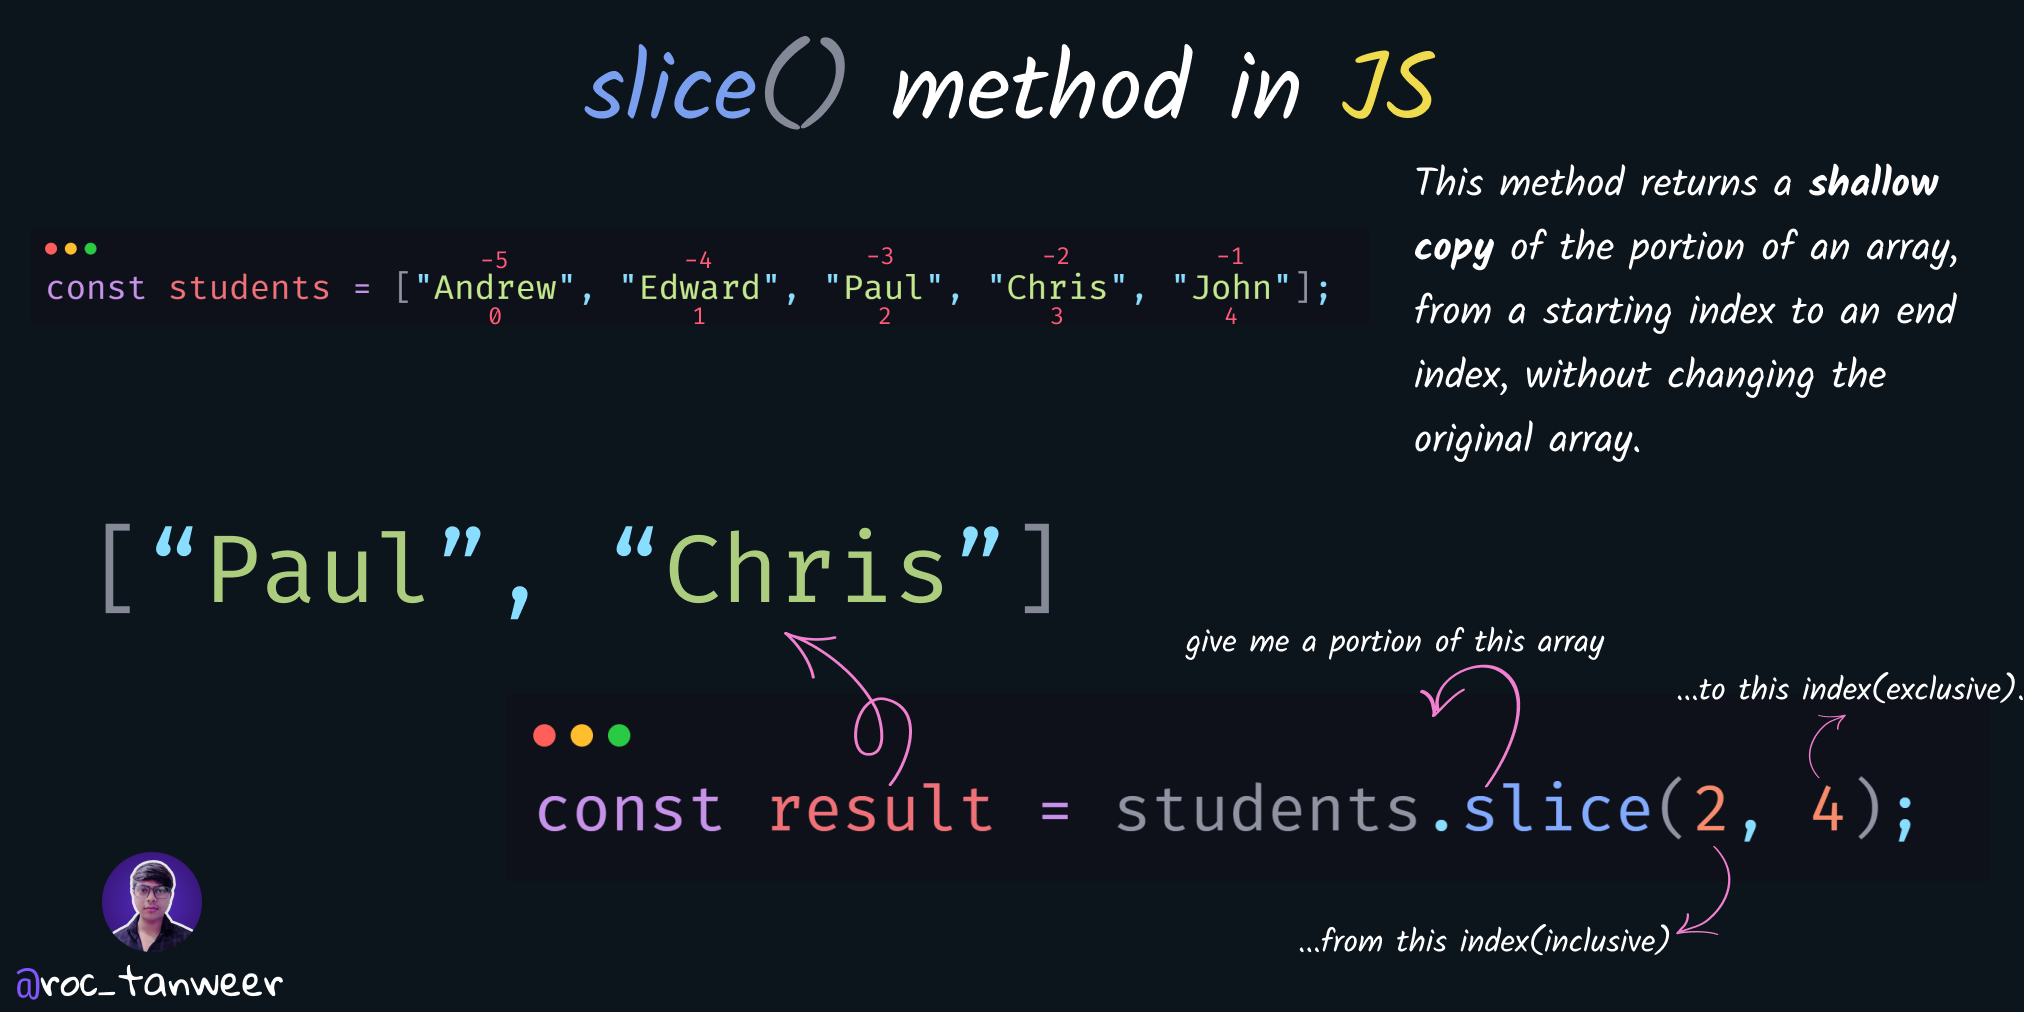 slice() method in JS
This method returns a shallow
copy of the portion of an array,
from a starting index to an end
index, without changing the
original array.
-5 -4 -3 -2 -1
const students = ["Andrew", "Edward", "Paul", "Chris", "John"];
0 1 2 3 4
[“Paul”, “Chris”]
give me a portion of this array
...to this index(exclusive).
const result = students.slice(2, 4);
...from this index(inclusive)
@roc_tanweer